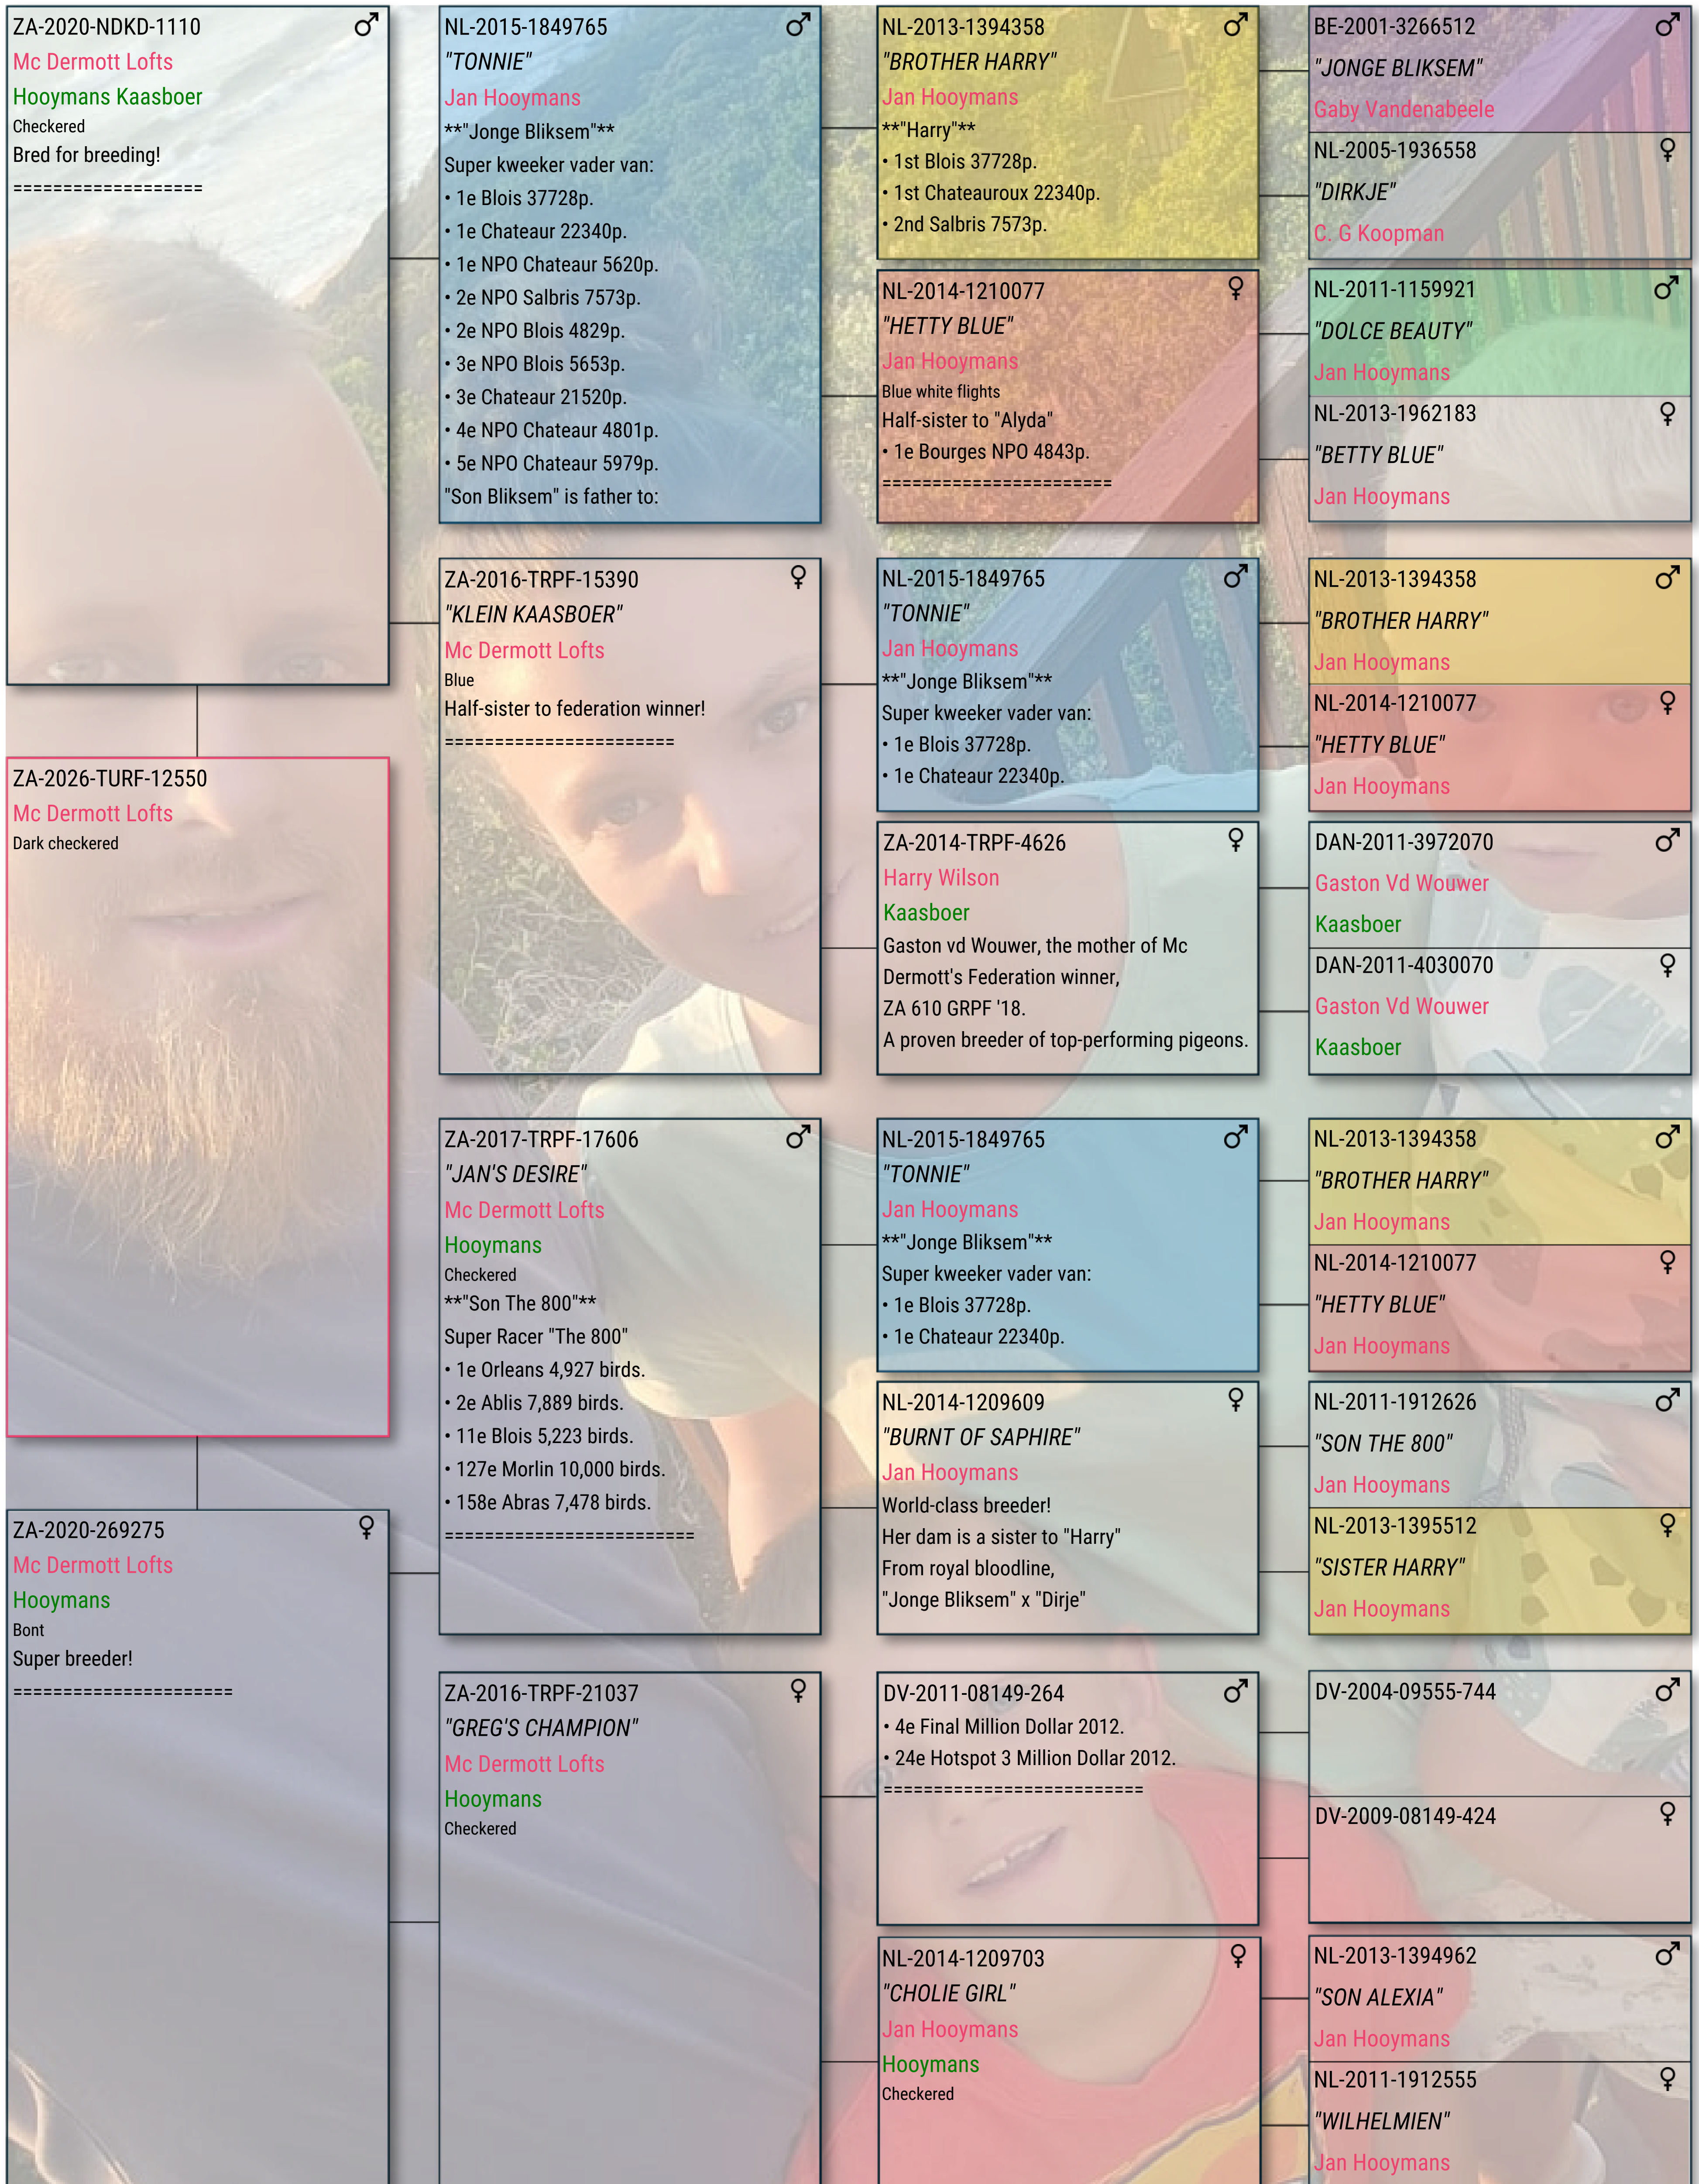 ZA-2020-NDKD-1110 ♂
Mc Dermott Lofts
Hooymans Kaasboer
Checkered
Bred for breeding!
===================
ZA-2026-TURF-12550
Mc Dermott Lofts
Dark checkered
ZA-2020-269275 ♀
Mc Dermott Lofts
Hooymans
Bont
Super breeder!
======================
NL-2015-1849765 ♂
"TONNIE"
Jan Hooymans
**"Jonge Bliksem"**
Super kweeker vader van:
• 1e Blois 37728p.
• 1e Chateaur 22340p.
• 1e NPO Chateaur 5620p.
• 2e NPO Salbris 7573p.
• 2e NPO Blois 4829p.
• 3e NPO Blois 5653p.
• 3e Chateaur 21520p.
• 4e NPO Chateaur 4801p.
• 5e NPO Chateaur 5979p.
"Son Bliksem" is father to:
ZA-2016-TRPF-15390 ♀
"KLEIN KAASBOER"
Mc Dermott Lofts
Blue
Half-sister to federation winner!
=======================
ZA-2017-TRPF-17606 ♂
"JAN'S DESIRE"
Mc Dermott Lofts
Hooymans
Checkered
**"Son The 800"**
Super Racer "The 800"
• 1e Orleans 4,927 birds.
• 2e Ablis 7,889 birds.
• 11e Blois 5,223 birds.
• 127e Morlin 10,000 birds.
• 158e Abras 7,478 birds.
=========================
ZA-2016-TRPF-21037 ♀
"GREG'S CHAMPION"
Mc Dermott Lofts
Hooymans
Checkered
NL-2013-1394358 ♂
"BROTHER HARRY"
Jan Hooymans
**"Harry"**
• 1st Blois 37728p.
• 1st Chateauroux 22340p.
• 2nd Salbris 7573p.
NL-2014-1210077 ♀
"HETTY BLUE"
Jan Hooymans
Blue white flights
Half-sister to "Alyda"
• 1e Bourges NPO 4843p.
=======================
NL-2015-1849765 ♂
"TONNIE"
Jan Hooymans
**"Jonge Bliksem"**
Super kweeker vader van:
• 1e Blois 37728p.
• 1e Chateaur 22340p.
ZA-2014-TRPF-4626 ♀
Harry Wilson
Kaasboer
Gaston vd Wouwer, the mother of Mc
Dermott's Federation winner,
ZA 610 GRPF '18.
A proven breeder of top-performing pigeons.
NL-2015-1849765 ♂
"TONNIE"
Jan Hooymans
**"Jonge Bliksem"**
Super kweeker vader van:
• 1e Blois 37728p.
• 1e Chateaur 22340p.
NL-2014-1209609 ♀
"BURNT OF SAPHIRE"
Jan Hooymans
World-class breeder!
Her dam is a sister to "Harry"
From royal bloodline,
"Jonge Bliksem" x "Dirje"
DV-2011-08149-264 ♂
• 4e Final Million Dollar 2012.
• 24e Hotspot 3 Million Dollar 2012.
==========================
NL-2014-1209703 ♀
"CHOLIE GIRL"
Jan Hooymans
Hooymans
Checkered
BE-2001-3266512 ♂
"JONGE BLIKSEM"
Gaby Vandenabeele
NL-2005-1936558 ♀
"DIRKJE"
C. G Koopman
NL-2011-1159921 ♂
"DOLCE BEAUTY"
Jan Hooymans
NL-2013-1962183 ♀
"BETTY BLUE"
Jan Hooymans
NL-2013-1394358 ♂
"BROTHER HARRY"
Jan Hooymans
NL-2014-1210077 ♀
"HETTY BLUE"
Jan Hooymans
DAN-2011-3972070 ♂
Gaston Vd Wouwer
Kaasboer
DAN-2011-4030070 ♀
Gaston Vd Wouwer
Kaasboer
NL-2013-1394358 ♂
"BROTHER HARRY"
Jan Hooymans
NL-2014-1210077 ♀
"HETTY BLUE"
Jan Hooymans
NL-2011-1912626 ♂
"SON THE 800"
Jan Hooymans
NL-2013-1395512 ♀
"SISTER HARRY"
Jan Hooymans
DV-2004-09555-744 ♂
DV-2009-08149-424 ♀
NL-2013-1394962 ♂
"SON ALEXIA"
Jan Hooymans
NL-2011-1912555 ♀
"WILHELMIEN"
Jan Hooymans